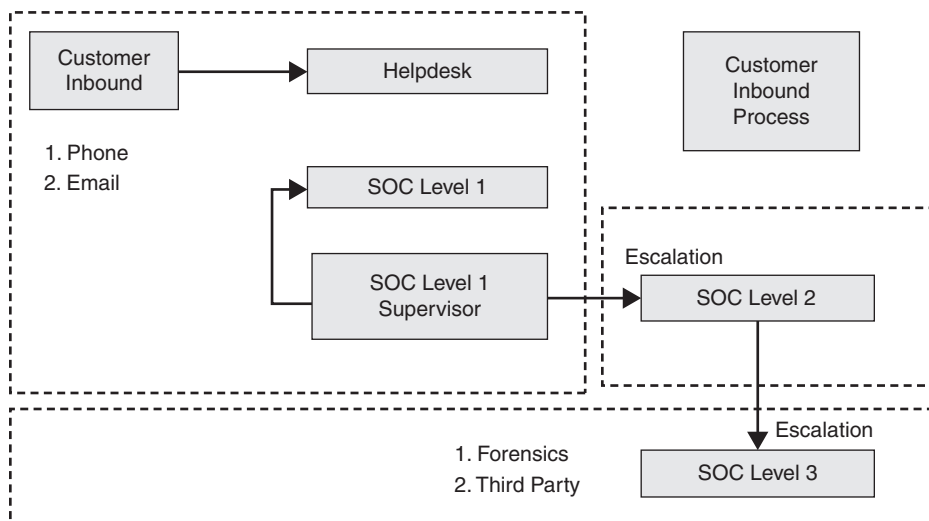 Customer
Inbound
Helpdesk
Customer
Inbound
Process
1. Phone
2. Email
SOC Level 1
SOC Level 1
Supervisor
Escalation
SOC Level 2
Escalation
1. Forensics
2. Third Party
SOC Level 3